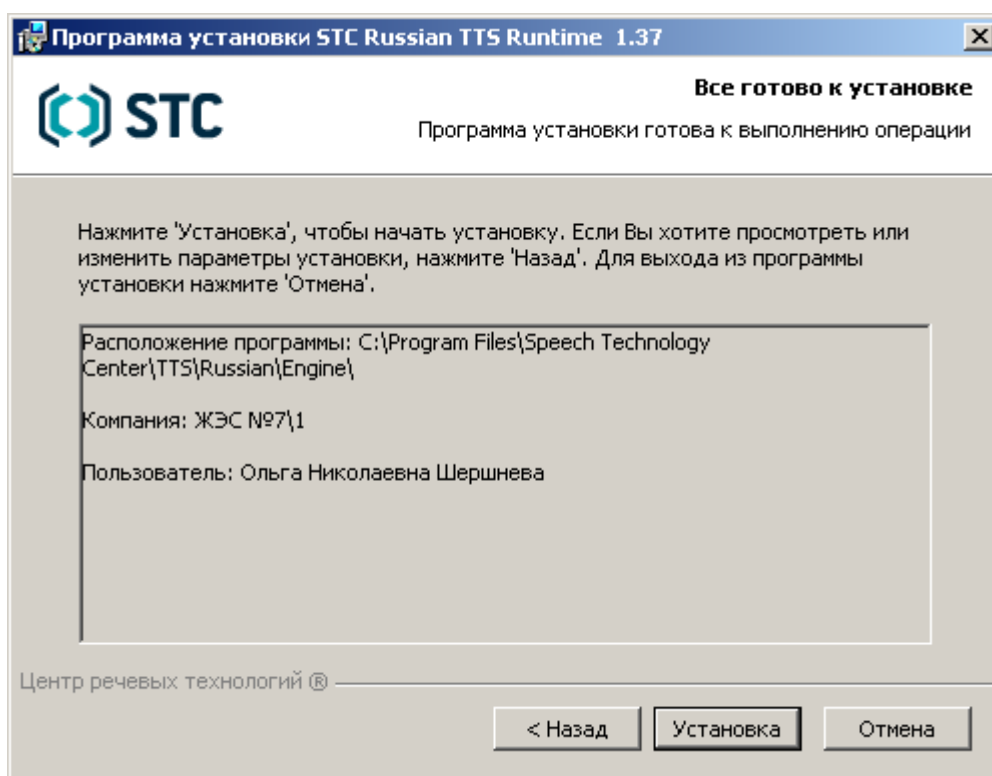 Программа установки STC Russian TTS Runtime 1.37
STC
Все готово к установке
Программа установки готова к выполнению операции
Нажмите 'Установка', чтобы начать установку. Если Вы хотите просмотреть или
изменить параметры установки, нажмите 'Назад'. Для выхода из программы
установки нажмите 'Отмена'.
Расположение программы: C:\Program Files\Speech Technology
Center\TTS\Russian\Engine\
Компания: ЖЭС №7\1
Пользователь: Ольга Николаевна Шершнева
Центр речевых технологий ®
< Назад
Установка
Отмена